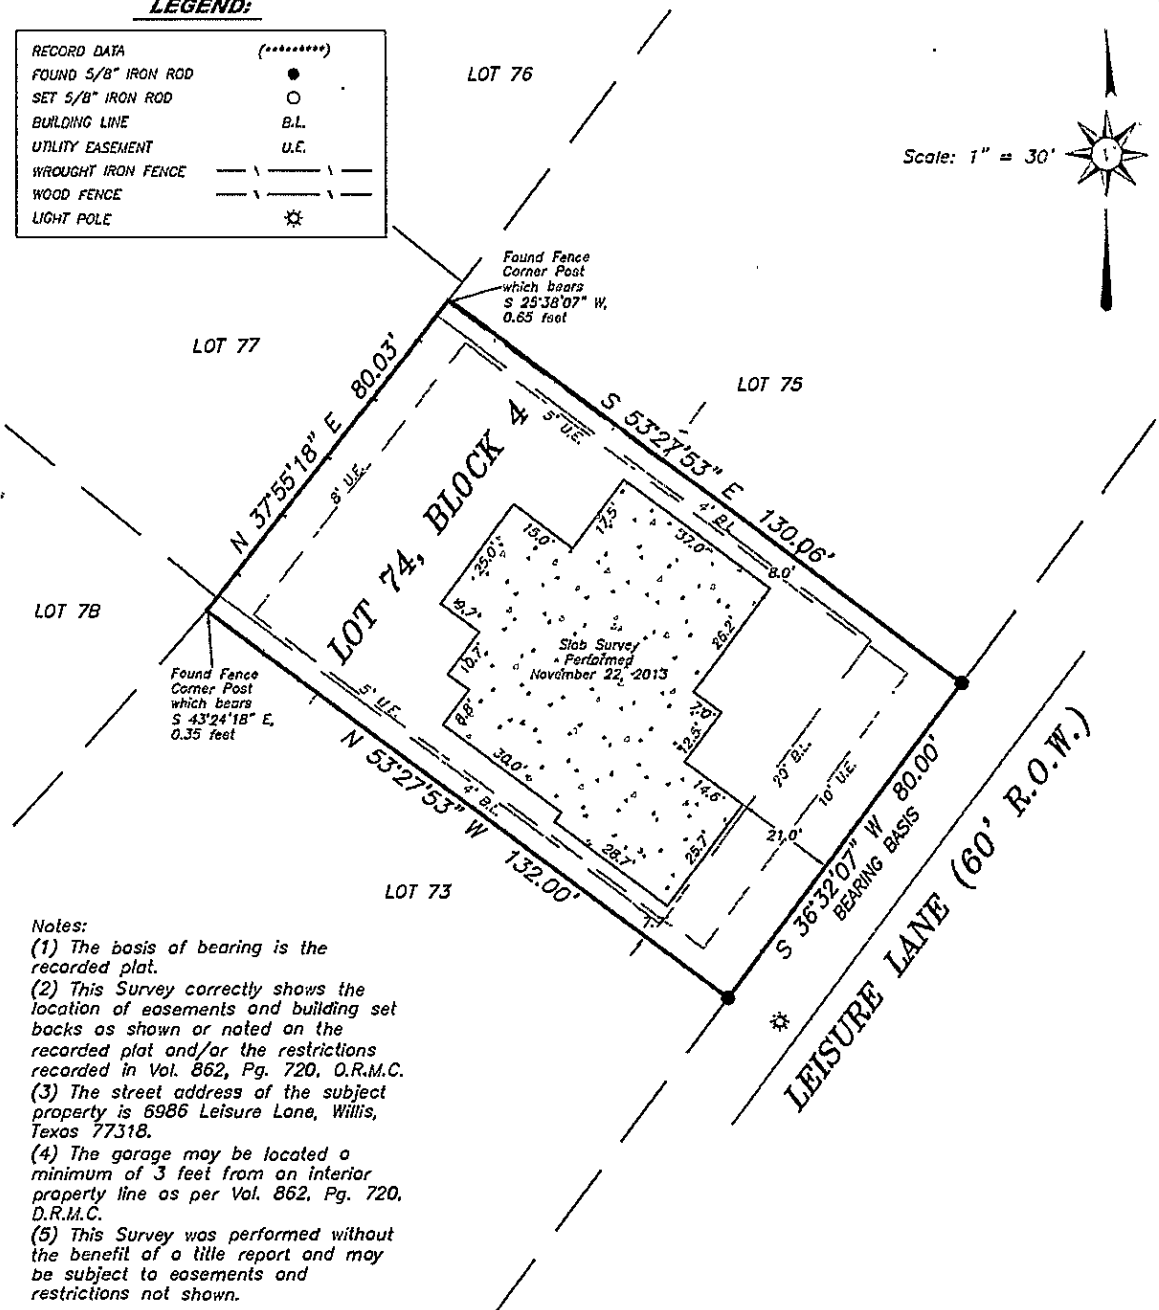 LEGEND:
RECORD DATA (*********)
FOUND 5/8" IRON ROD
SET 5/8" IRON ROD
BUILDING LINE B.L.
UTILITY EASEMENT U.E.
WROUGHT IRON FENCE
WOOD FENCE
LIGHT POLE
LOT 76
Scale: 1" = 30'
Found Fence
Corner Post
which bears
S 25°38'07" W,
0.65 feet
LOT 77
LOT 75
N 37°55'18" E 80.03'
S 53°27'53" E 130.06'
5' U.E.
8' U.E.
4' B.L.
LOT 74, BLOCK 4
15.0'
17.5'
37.0'
8.0'
25.0'
9.7'
26.2'
10.7'
Slab Survey
Performed
November 22, 2013
LOT 78
Found Fence
Corner Post
which bears
S 43°24'18" E,
0.35 feet
5' U.E.
8.8'
7.0'
12.5'
30.0'
14.6'
20' B.L.
10' U.E.
N 53°27'53" W 132.00'
4' B.L.
28.7'
25.7'
21.0'
S 36°32'07" W 80.00'
BEARING BASIS
LEISURE LANE (60' R.O.W.)
LOT 73
Notes:
(1) The basis of bearing is the
recorded plat.
(2) This Survey correctly shows the
location of easements and building set
backs as shown or noted on the
recorded plat and/or the restrictions
recorded in Vol. 862, Pg. 720, O.R.M.C.
(3) The street address of the subject
property is 6986 Leisure Lane, Willis,
Texas 77318.
(4) The garage may be located a
minimum of 3 feet from an interior
property line as per Vol. 862, Pg. 720,
D.R.M.C.
(5) This Survey was performed without
the benefit of a title report and may
be subject to easements and
restrictions not shown.